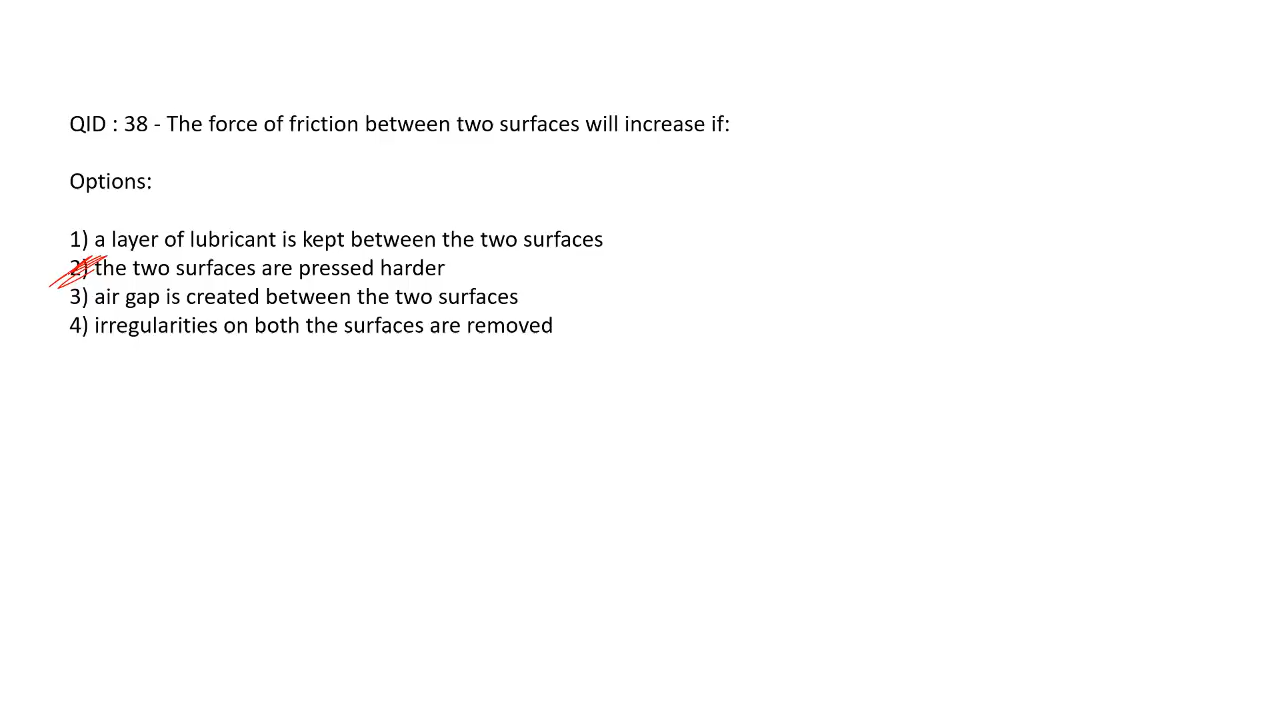 QID : 38 - The force of friction between two surfaces will increase if:
Options:
1) a layer of lubricant is kept between the two surfaces
2) the two surfaces are pressed harder
3) air gap is created between the two surfaces
4) irregularities on both the surfaces are removed